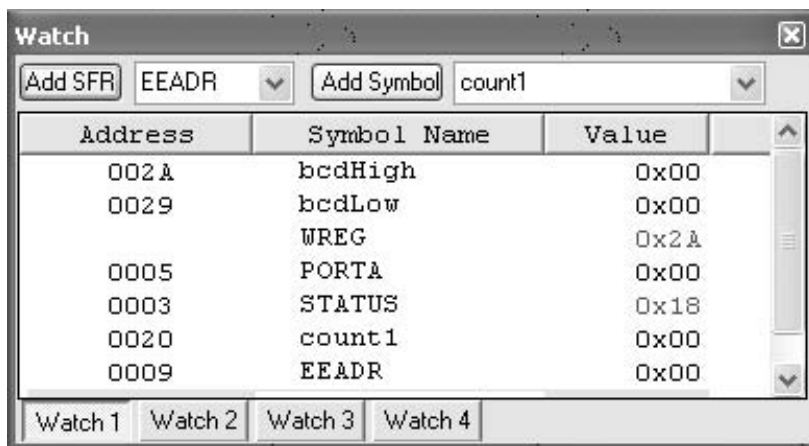 Watch
Add SFR EEADR Add Symbol count1
Address Symbol Name Value
002A bcdHigh 0x00
0029 bcdLow 0x00
WREG 0x2A
0005 PORTA 0x00
0003 STATUS 0x18
0020 count1 0x00
0009 EEADR 0x00
Watch 1 Watch 2 Watch 3 Watch 4